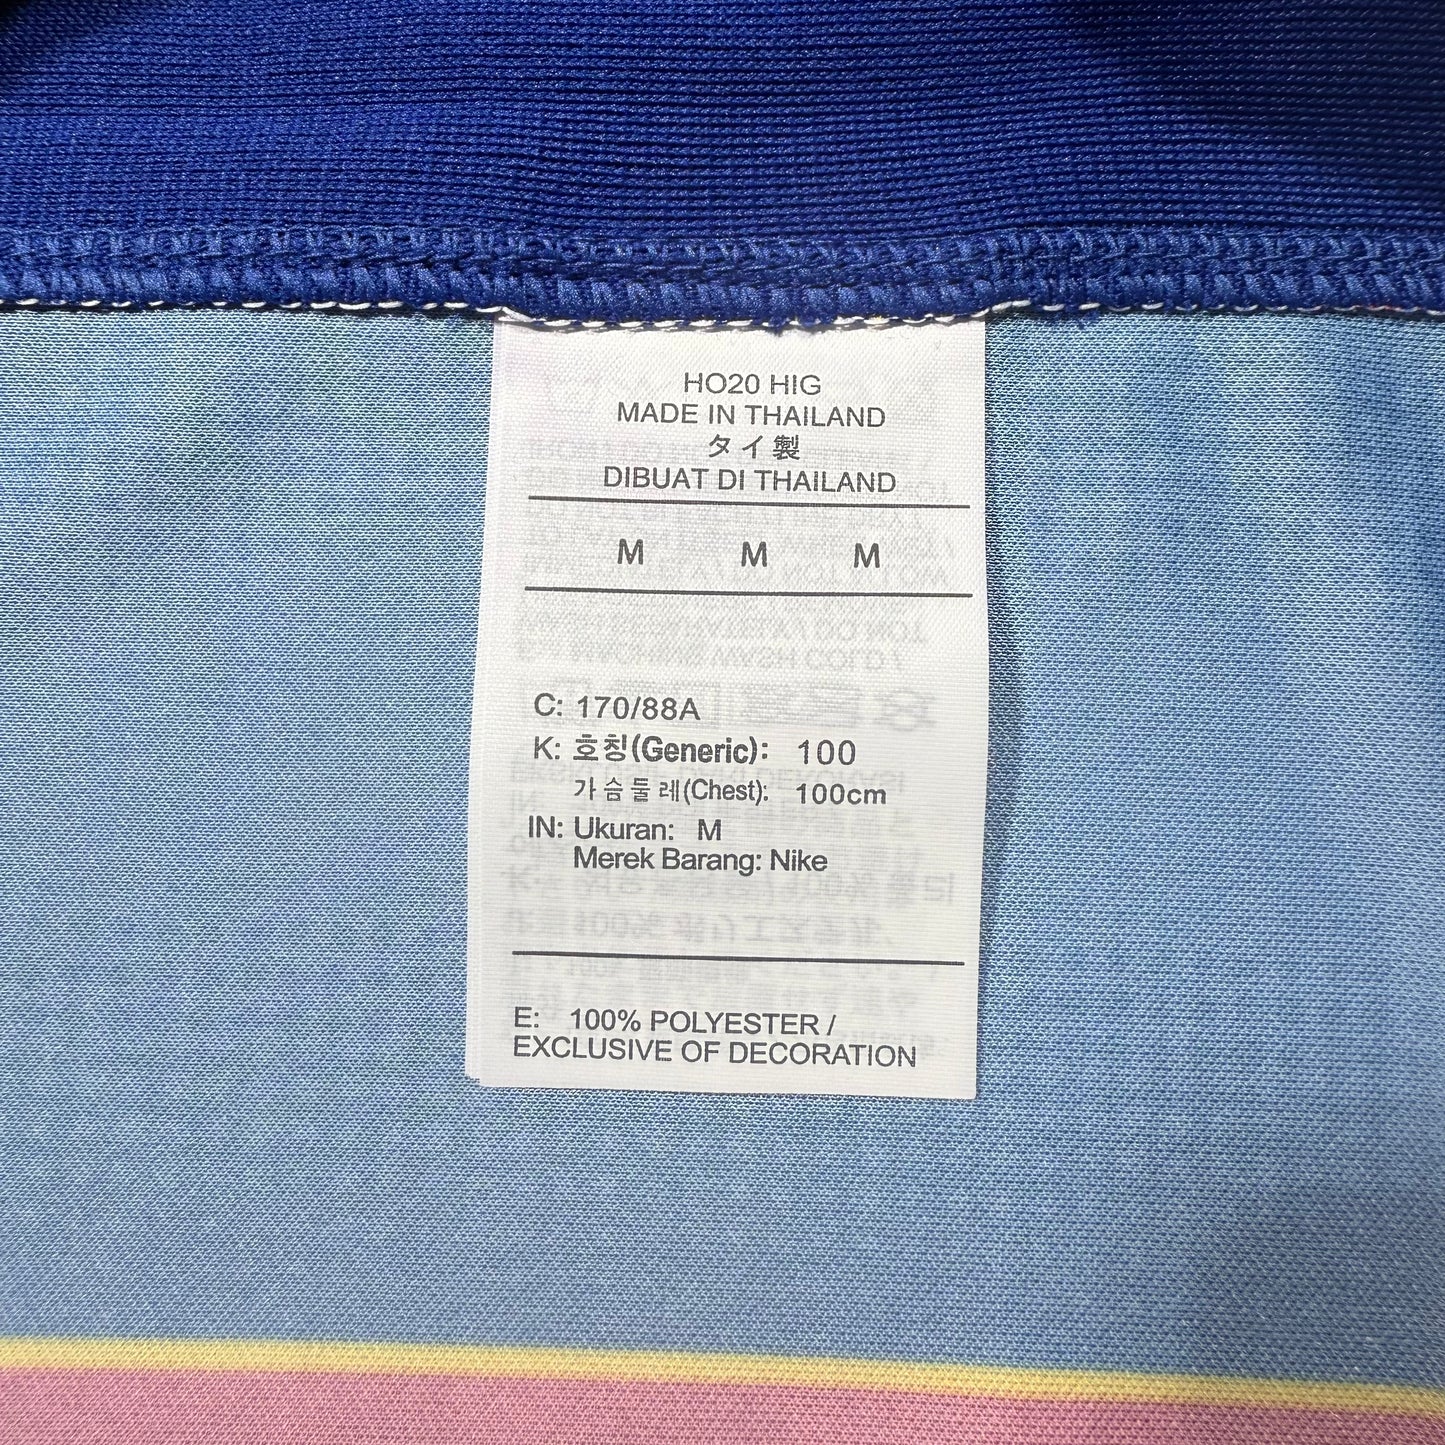 HO20 HIG
MADE IN THAILAND
タイ製
DIBUAT DI THAILAND
M M M
C: 170/88A
K: 호칭(Generic): 100
가슴둘레(Chest): 100cm
IN: Ukuran: M
Merek Barang: Nike
E: 100% POLYESTER /
EXCLUSIVE OF DECORATION